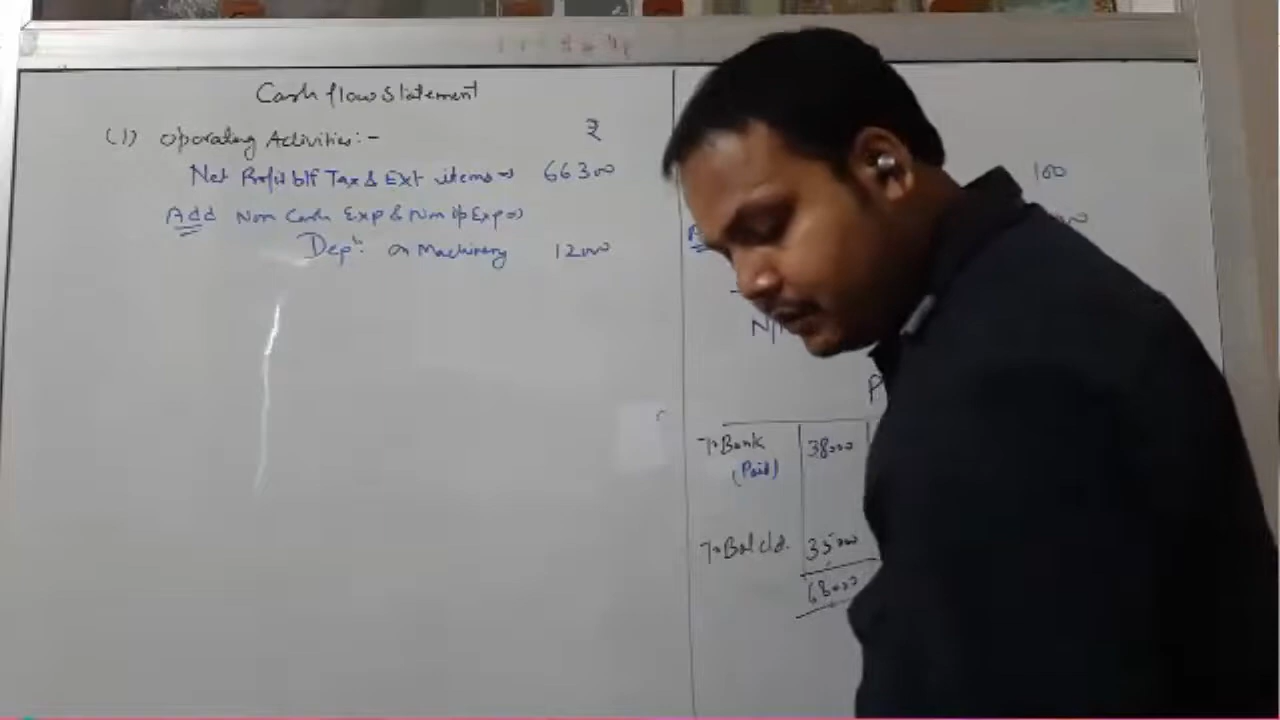 Cash flow Statement
(1) Operating Activities:-
₹
Net Profit b/f Tax & Ext items 66300
Add Non Cash Exp & Non Exp
Depn. on Machinery 12000
100
N/
P
To Bank 38000
(Paid)
To Bal c/d. 35000
68000